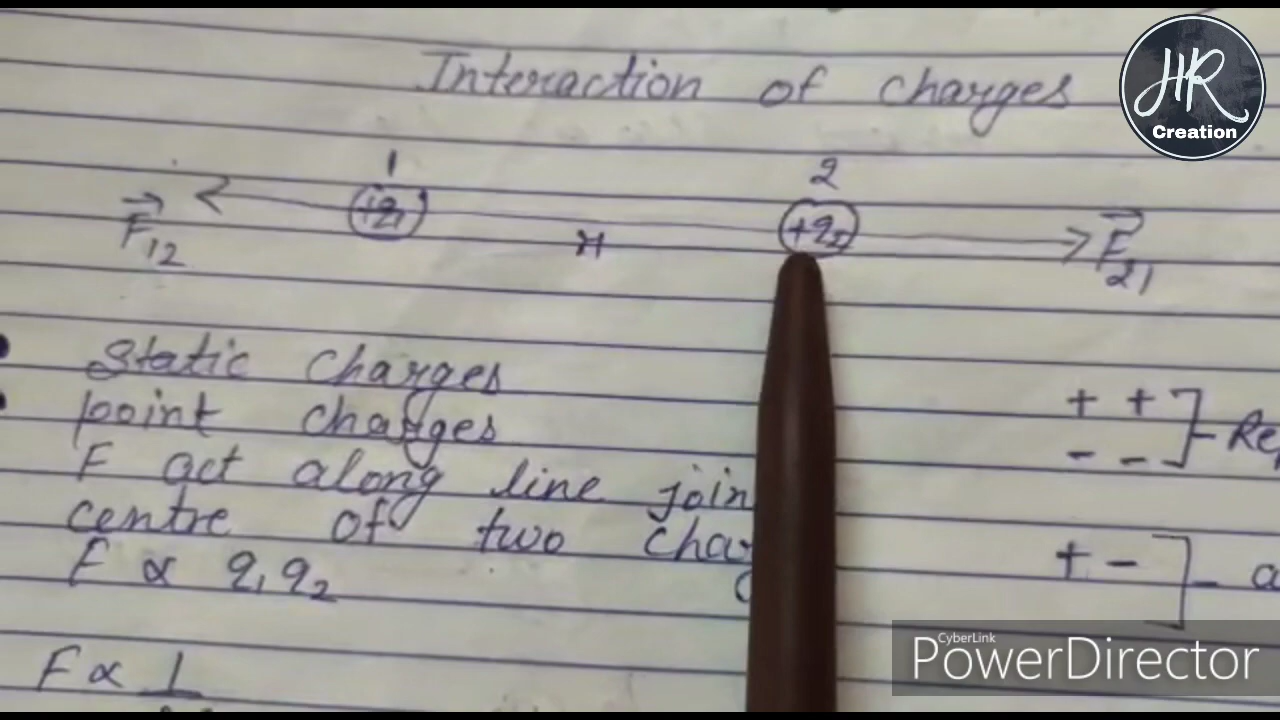 Interaction of charges
HR
Creation
1
2
+q1
+q2
F12
r
F21
Static charges
point charges
F act along line join
centre of two cha
F ∝ q1q2
F ∝ 1
+ +
- -
Re
+ -
a
CyberLink
PowerDirector